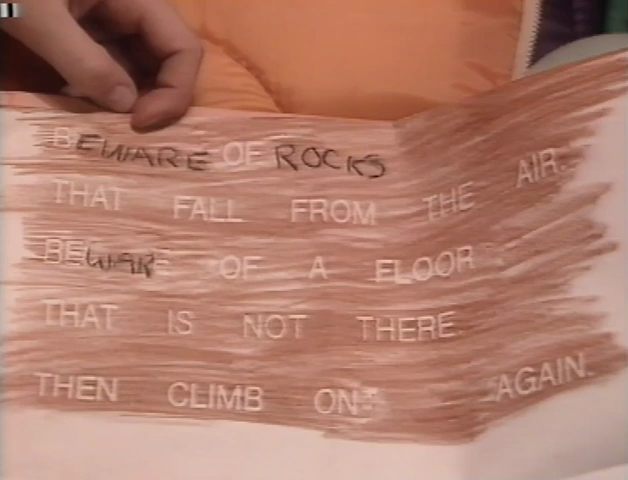 BEWARE OF ROCKS
THAT FALL FROM THE AIR.
BEWARE OF A FLOOR
THAT IS NOT THERE
THEN CLIMB ON AGAIN.